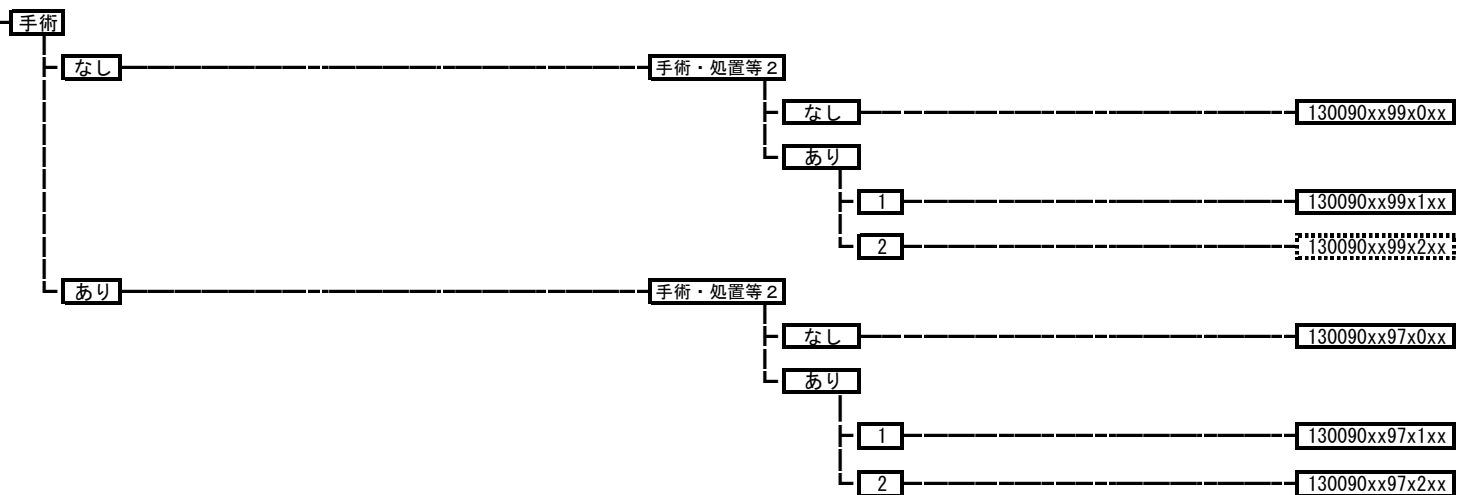 手術
なし 手術・処置等2
なし 130090xx99x0xx
あり
1 130090xx99x1xx
2 130090xx99x2xx
あり 手術・処置等2
なし 130090xx97x0xx
あり
1 130090xx97x1xx
2 130090xx97x2xx